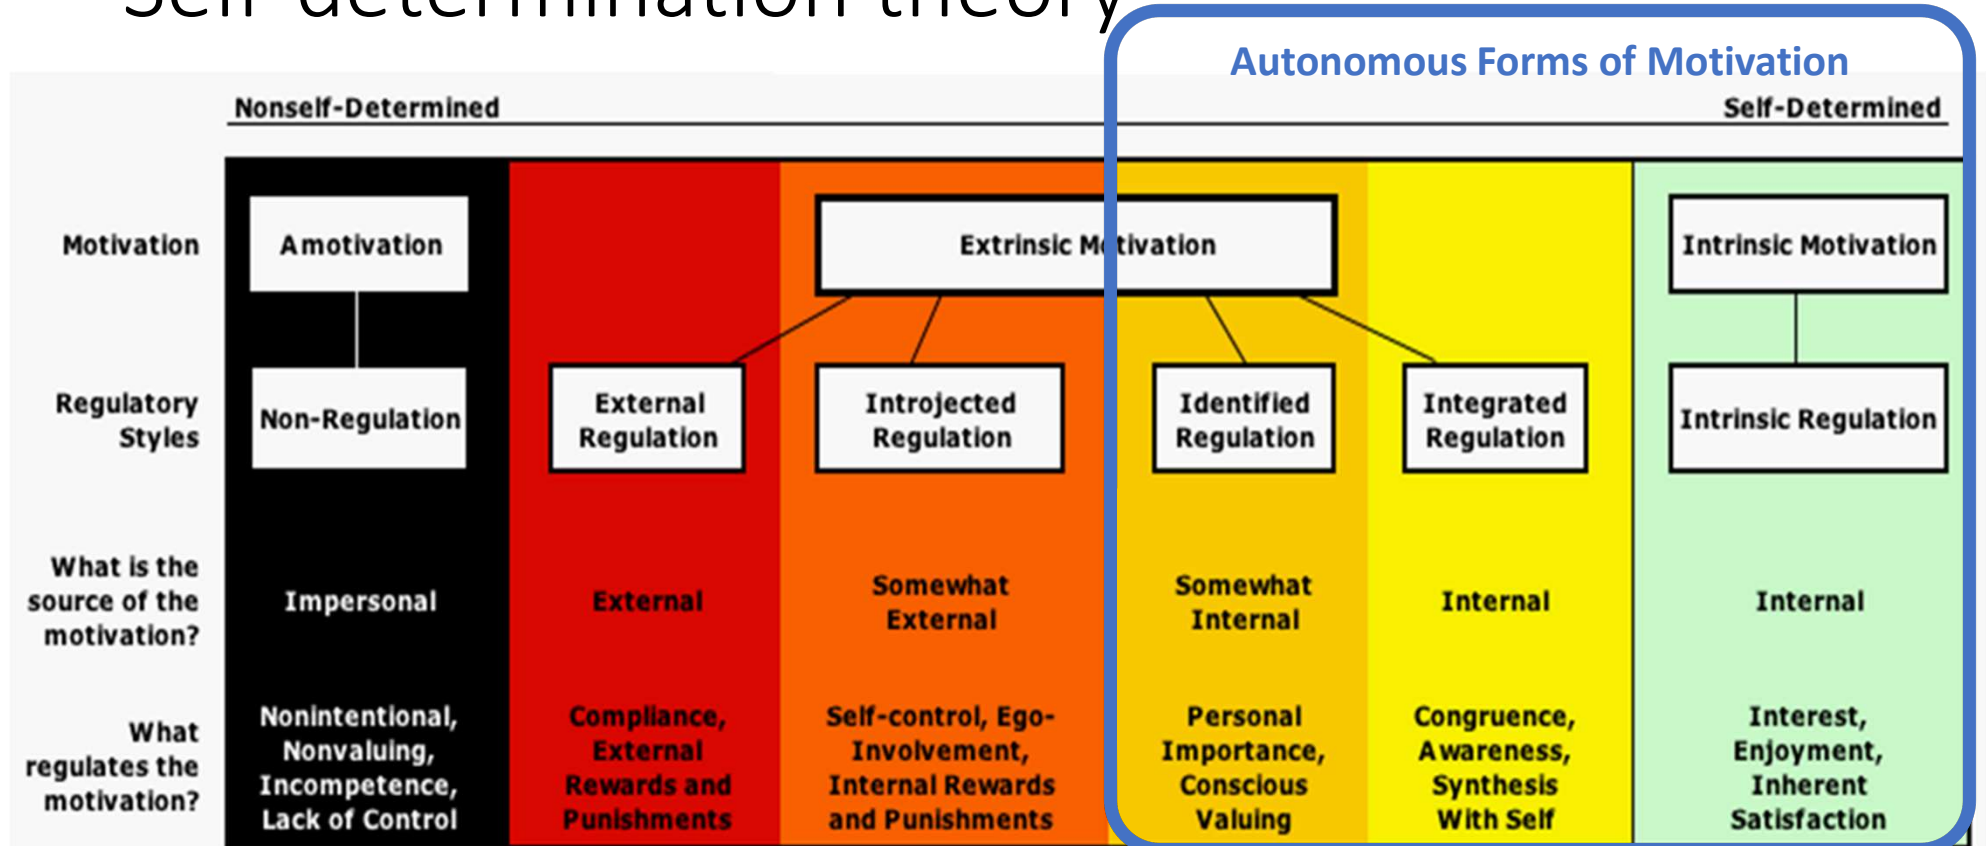 Self-determination theory
Autonomous Forms of Motivation
Nonself-Determined
Self-Determined
Motivation
Amotivation
Extrinsic Motivation
Intrinsic Motivation
Regulatory
Styles
Non-Regulation
External
Regulation
Introjected
Regulation
Identified
Regulation
Integrated
Regulation
Intrinsic Regulation
What is the
source of the
motivation?
Impersonal
External
Somewhat
External
Somewhat
Internal
Internal
Internal
What
regulates the
motivation?
Nonintentional,
Nonvaluing,
Incompetence,
Lack of Control
Compliance,
External
Rewards and
Punishments
Self-control, Ego-
Involvement,
Internal Rewards
and Punishments
Personal
Importance,
Conscious
Valuing
Congruence,
Awareness,
Synthesis
With Self
Interest,
Enjoyment,
Inherent
Satisfaction